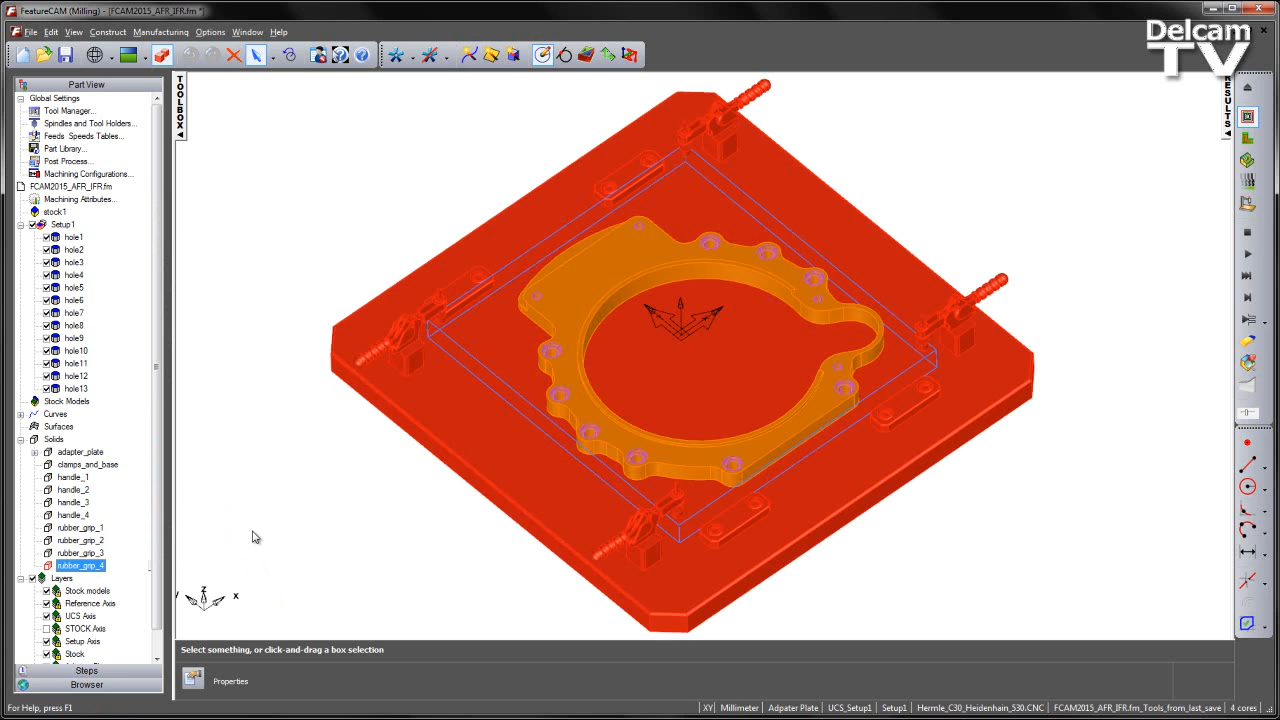 FeatureCAM (Milling) - [FCAM2015_AFR_IFR.fm *]
File Edit View Construct Manufacturing Options Window Help
Delcam
TV
Part View
TOOLBOX
RESULTS
Global Settings
Tool Manager...
Spindles and Tool Holders...
Feeds Speeds Tables...
Part Library...
Post Process...
Machining Configurations...
FCAM2015_AFR_IFR.fm
Machining Attributes...
stock1
Setup1
hole1
hole2
hole3
hole4
hole5
hole6
hole7
hole8
hole9
hole10
hole11
hole12
hole13
Stock Models
Curves
Surfaces
Solids
adapter_plate
clamps_and_base
handle_1
handle_2
handle_3
handle_4
rubber_grip_1
rubber_grip_2
rubber_grip_3
rubber_grip_4
Layers
Stock models
Reference Axis
UCS Axis
STOCK Axis
Setup Axis
Stock
Z
X
Steps
Browser
Select something, or click-and-drag a box selection
Properties
For Help, press F1
XY Millimeter Adpater Plate UCS_Setup1 Setup1 Hermle_C30_Heidenhain_530.CNC FCAM2015_AFR_IFR.fm_Tools_from_last_save 4 cores